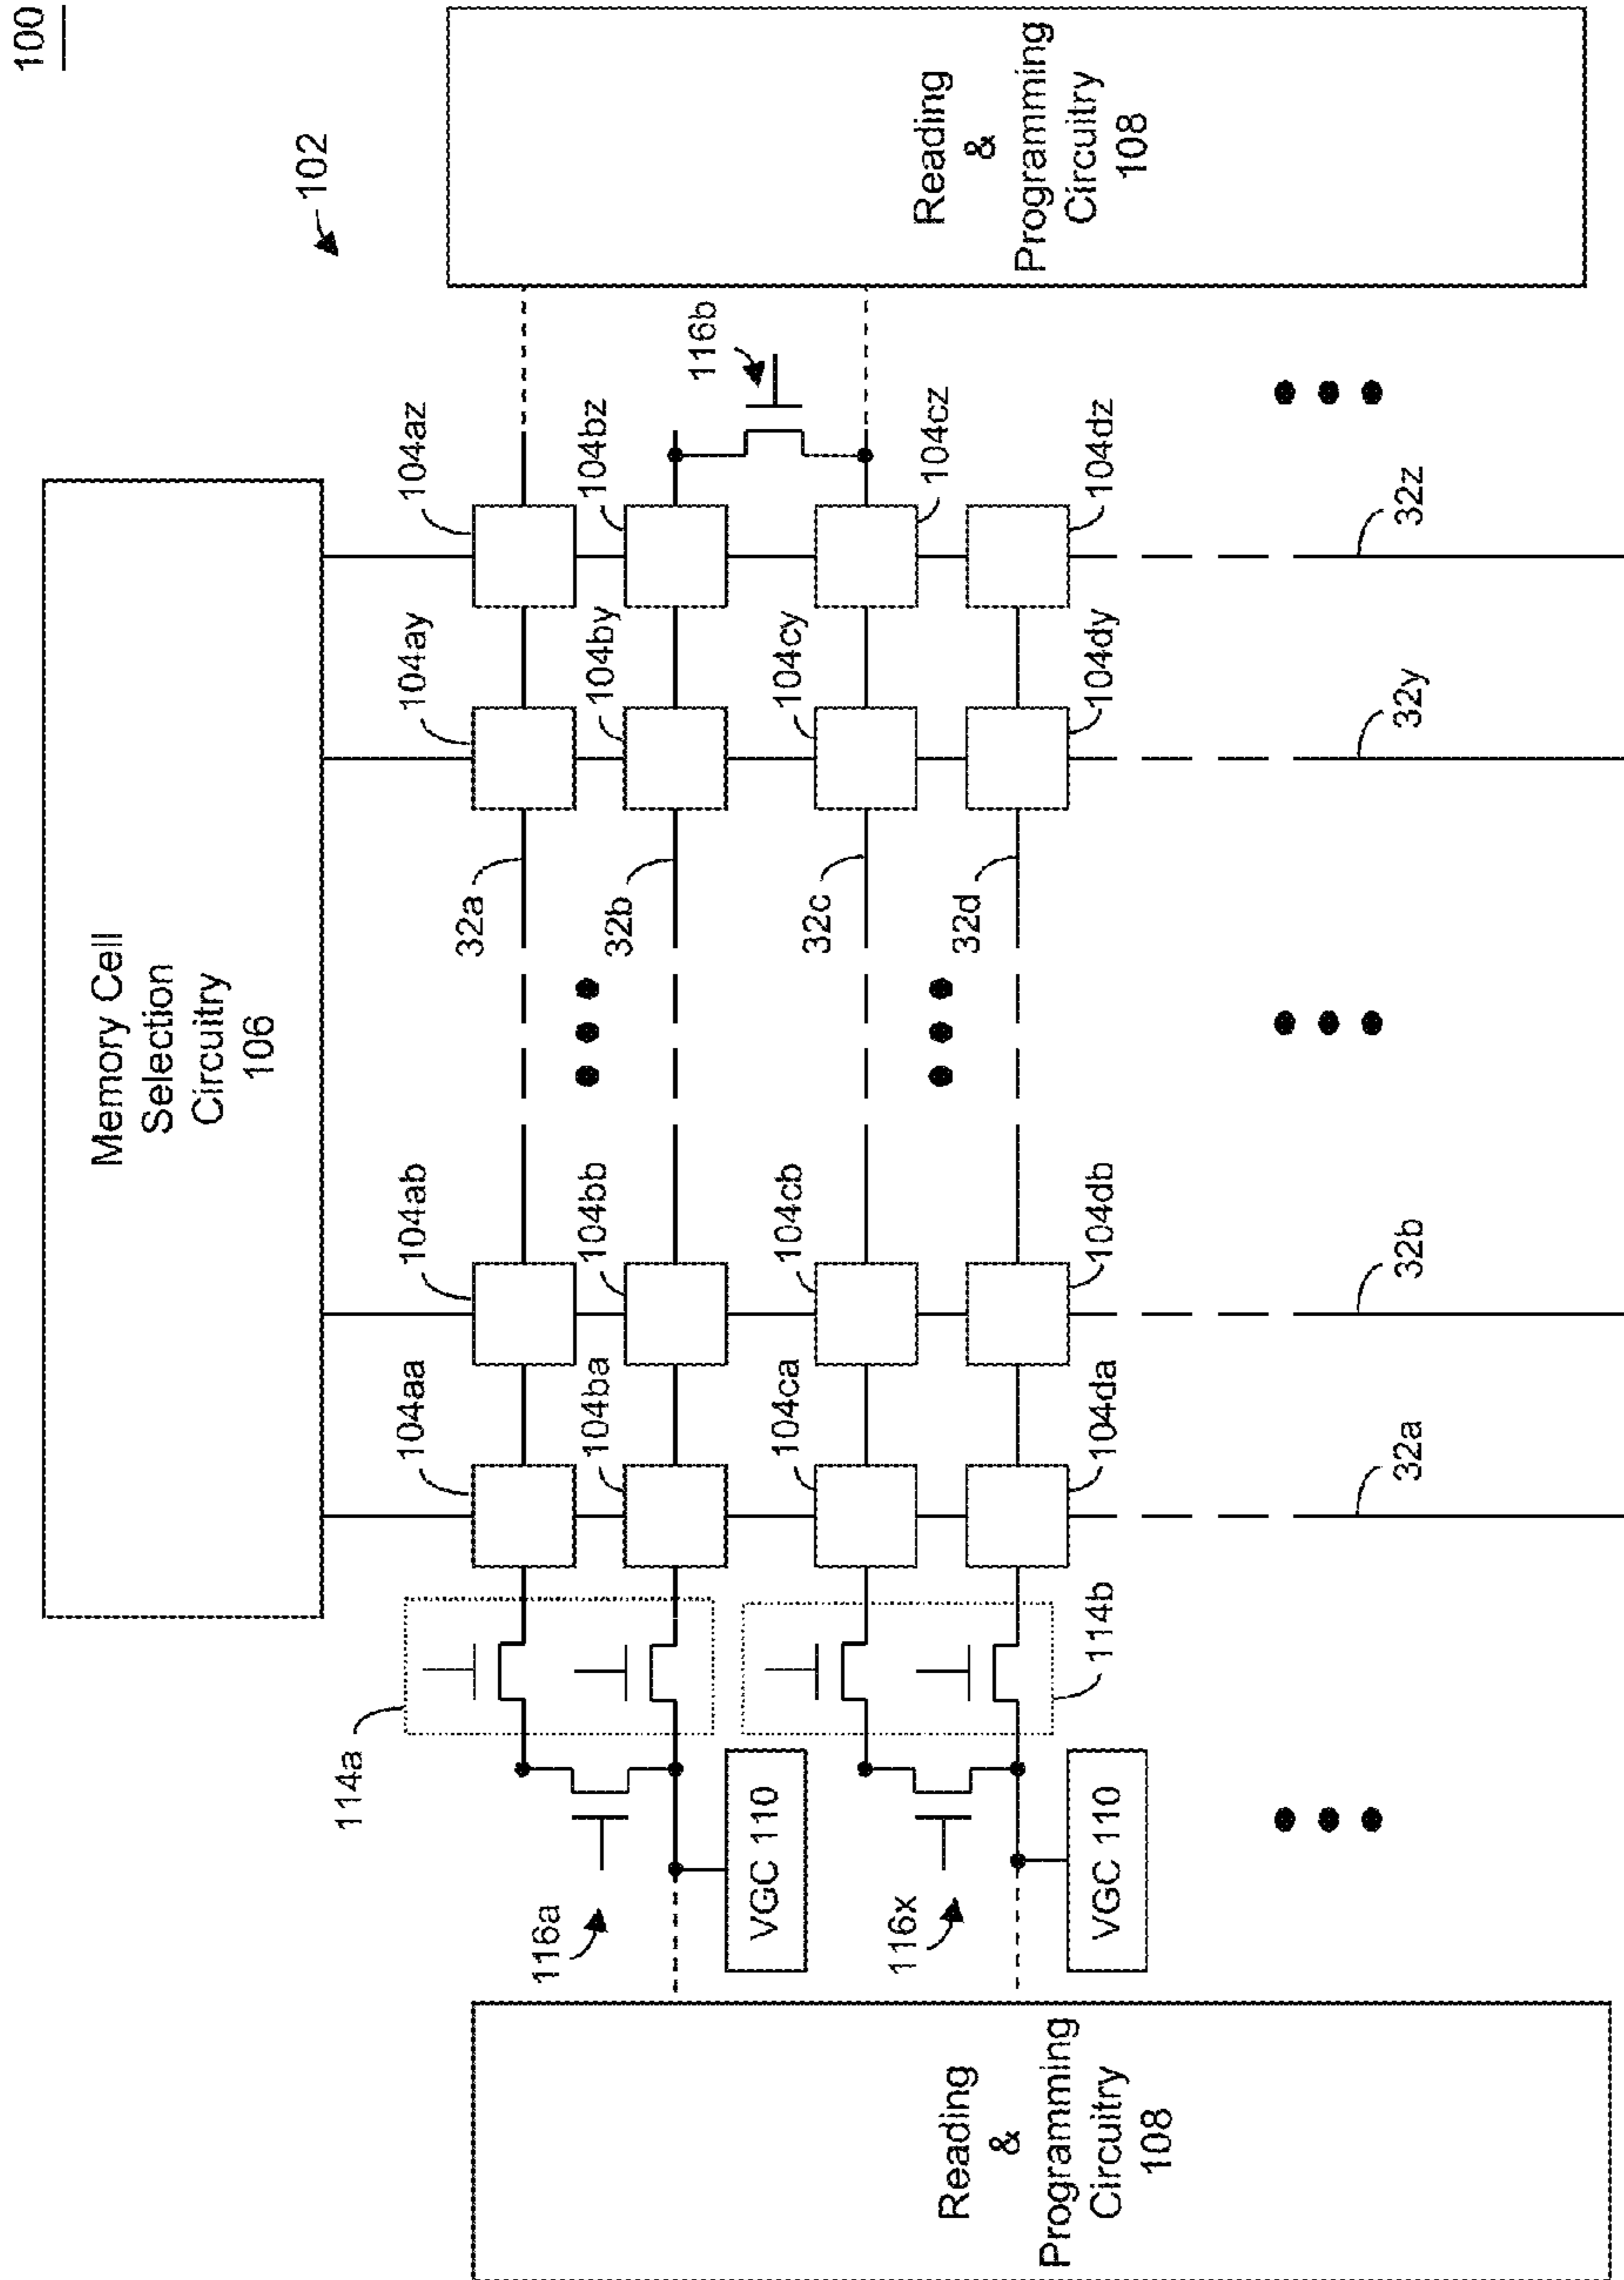 100
102
Memory Cell
Selection
Circuitry
106
Reading
&
Programming
Circuitry
108
Reading
&
Programming
Circuitry
108
114a
104aa
104ab
104ay
104az
32a
116a
104ba
104bb
104by
104bz
32b
116b
VGC 110
104ca
104cb
104cy
104cz
32c
116x
114b
104da
104db
104dy
104dz
32d
VGC 110
32a
32b
32y
32z